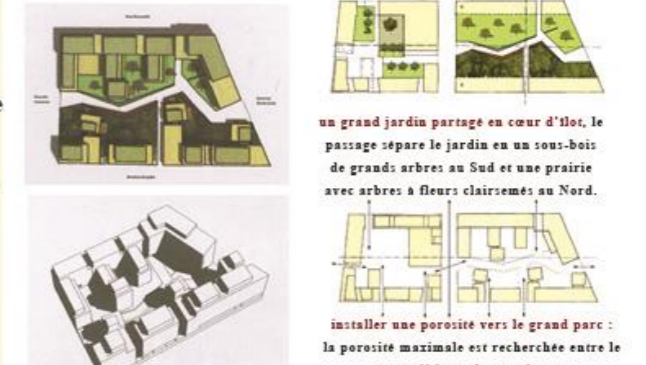 un grand jardin partagé en cœur d'îlot, le
passage sépare le jardin en un sous-bois
de grands arbres au Sud et une prairie
avec arbres à fleurs clairsemés au Nord.
installer une porosité vers le grand parc :
la porosité maximale est recherchée entre le